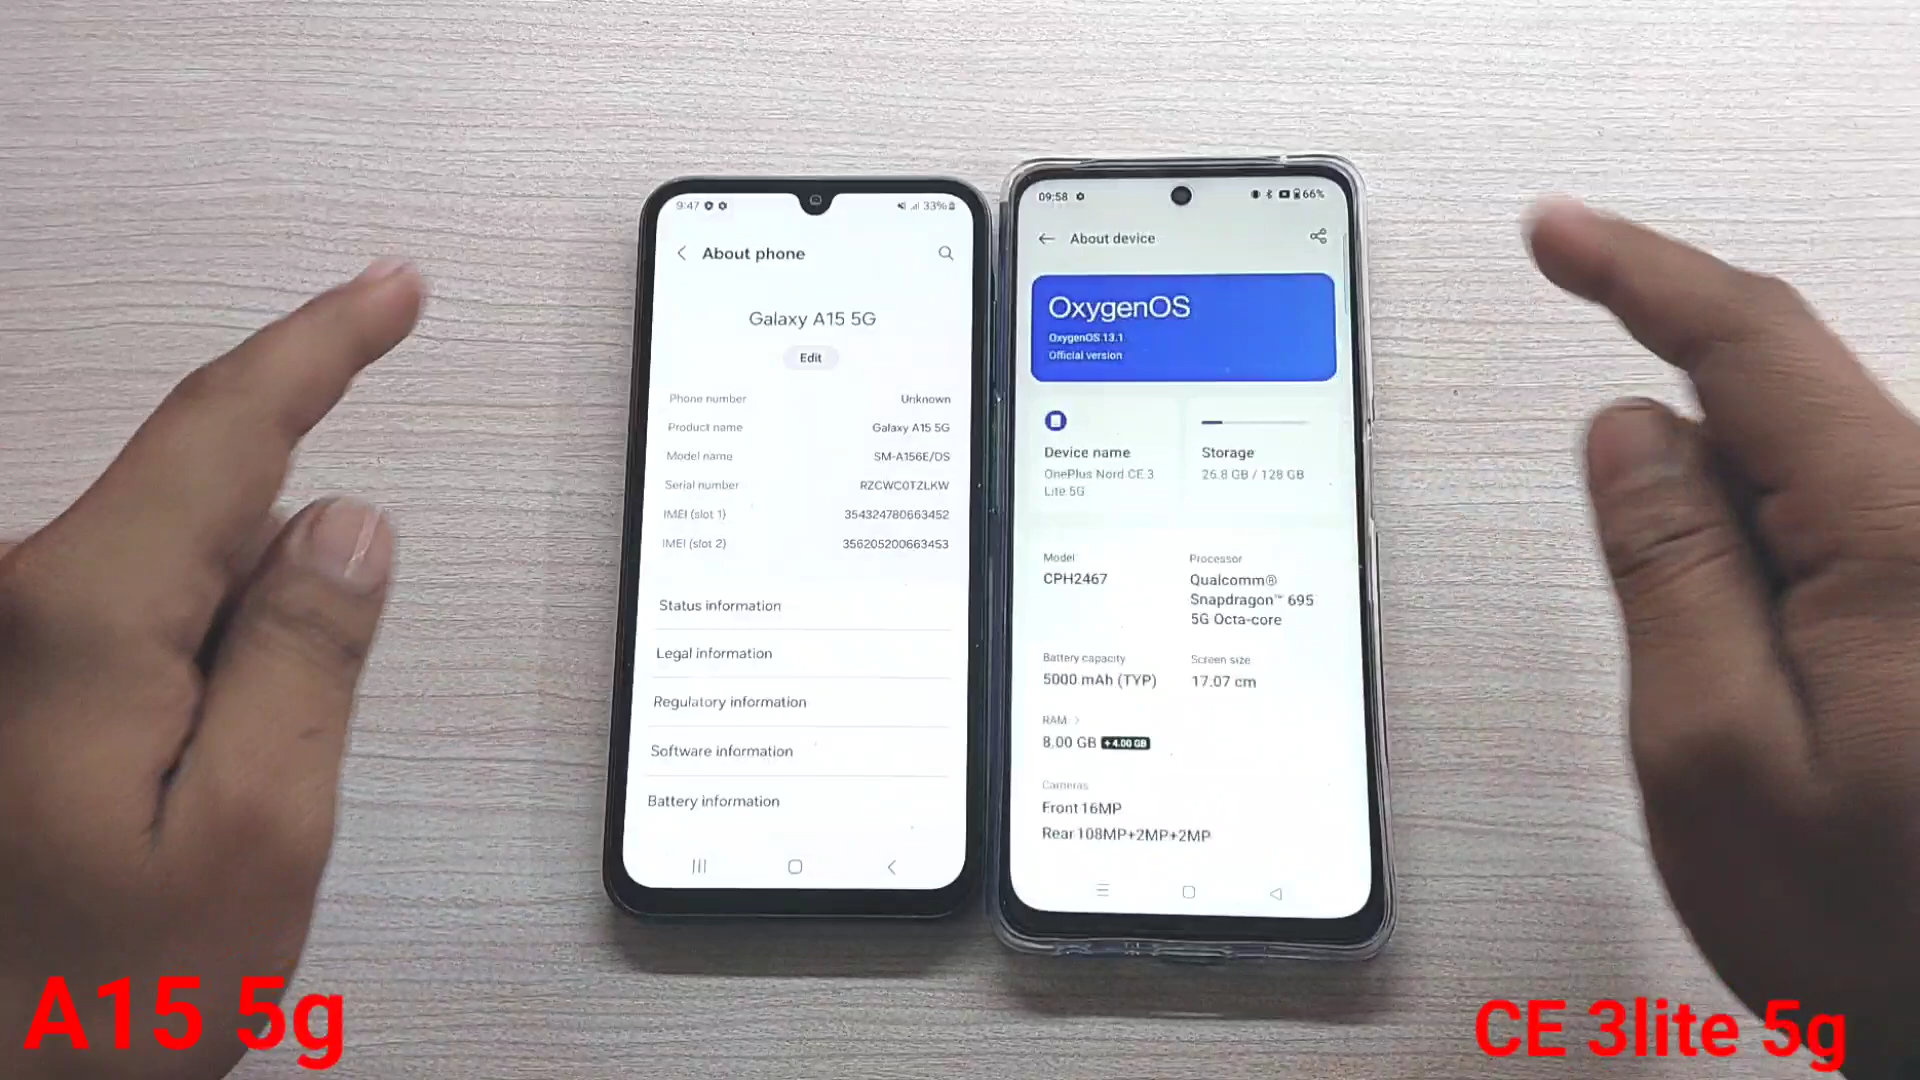 9:47
33%
About phone
Galaxy A15 5G
Edit
Phone number Unknown
Product name Galaxy A15 5G
Model name SM-A156E/DS
Serial number RZCWC0TZLKW
IMEI (slot 1) 354324780663452
IMEI (slot 2) 356205200663453
Status information
Legal information
Regulatory information
Software information
Battery information
09:58
66%
About device
OxygenOS
OxygenOS 13.1
Official version
Device name
OnePlus Nord CE 3
Lite 5G
Storage
26.8 GB / 128 GB
Model
CPH2467
Processor
Qualcomm®
Snapdragon™ 695
5G Octa-core
Battery capacity
5000 mAh (TYP)
Screen size
17.07 cm
RAM >
8.00 GB +4.00 GB
Cameras
Front 16MP
Rear 108MP+2MP+2MP
A15 5g
CE 3lite 5g